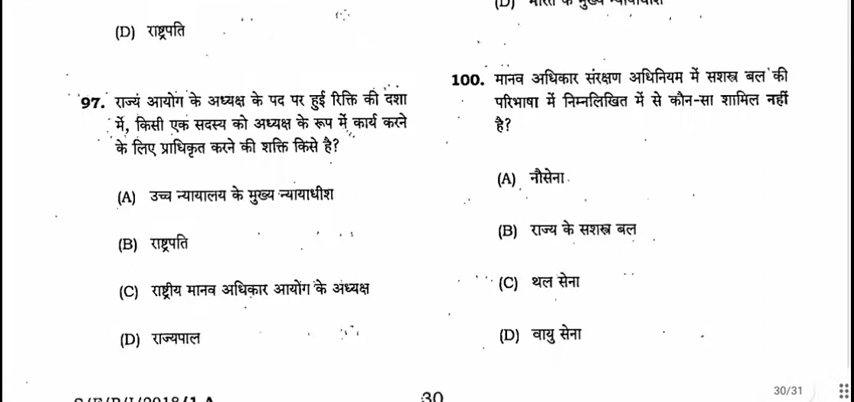 (D) राष्ट्रपति
97. राज्य आयोग के अध्यक्ष के पद पर हुई रिक्ति की दशा
में, किसी एक सदस्य को अध्यक्ष के रूप में कार्य करने
के लिए प्राधिकृत करने की शक्ति किसे है?
(A) उच्च न्यायालय के मुख्य न्यायाधीश
(B) राष्ट्रपति
(C) राष्ट्रीय मानव अधिकार आयोग के अध्यक्ष
(D) राज्यपाल
(D) भारत के मुख्य न्यायाधीश
100. मानव अधिकार संरक्षण अधिनियम में सशस्त्र बल की
परिभाषा में निम्नलिखित में से कौन-सा शामिल नहीं
है?
(A) नौसेना
(B) राज्य के सशस्त्र बल
(C) थल सेना
(D) वायु सेना
30
30/31